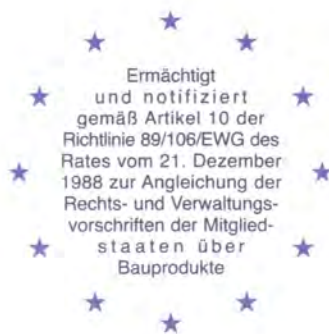 Ermächtigt
und notifiziert
gemäß Artikel 10 der
Richtlinie 89/106/EWG des
Rates vom 21. Dezember
1988 zur Angleichung der
Rechts- und Verwaltungs-
vorschriften der Mitglied-
staaten über
Bauprodukte